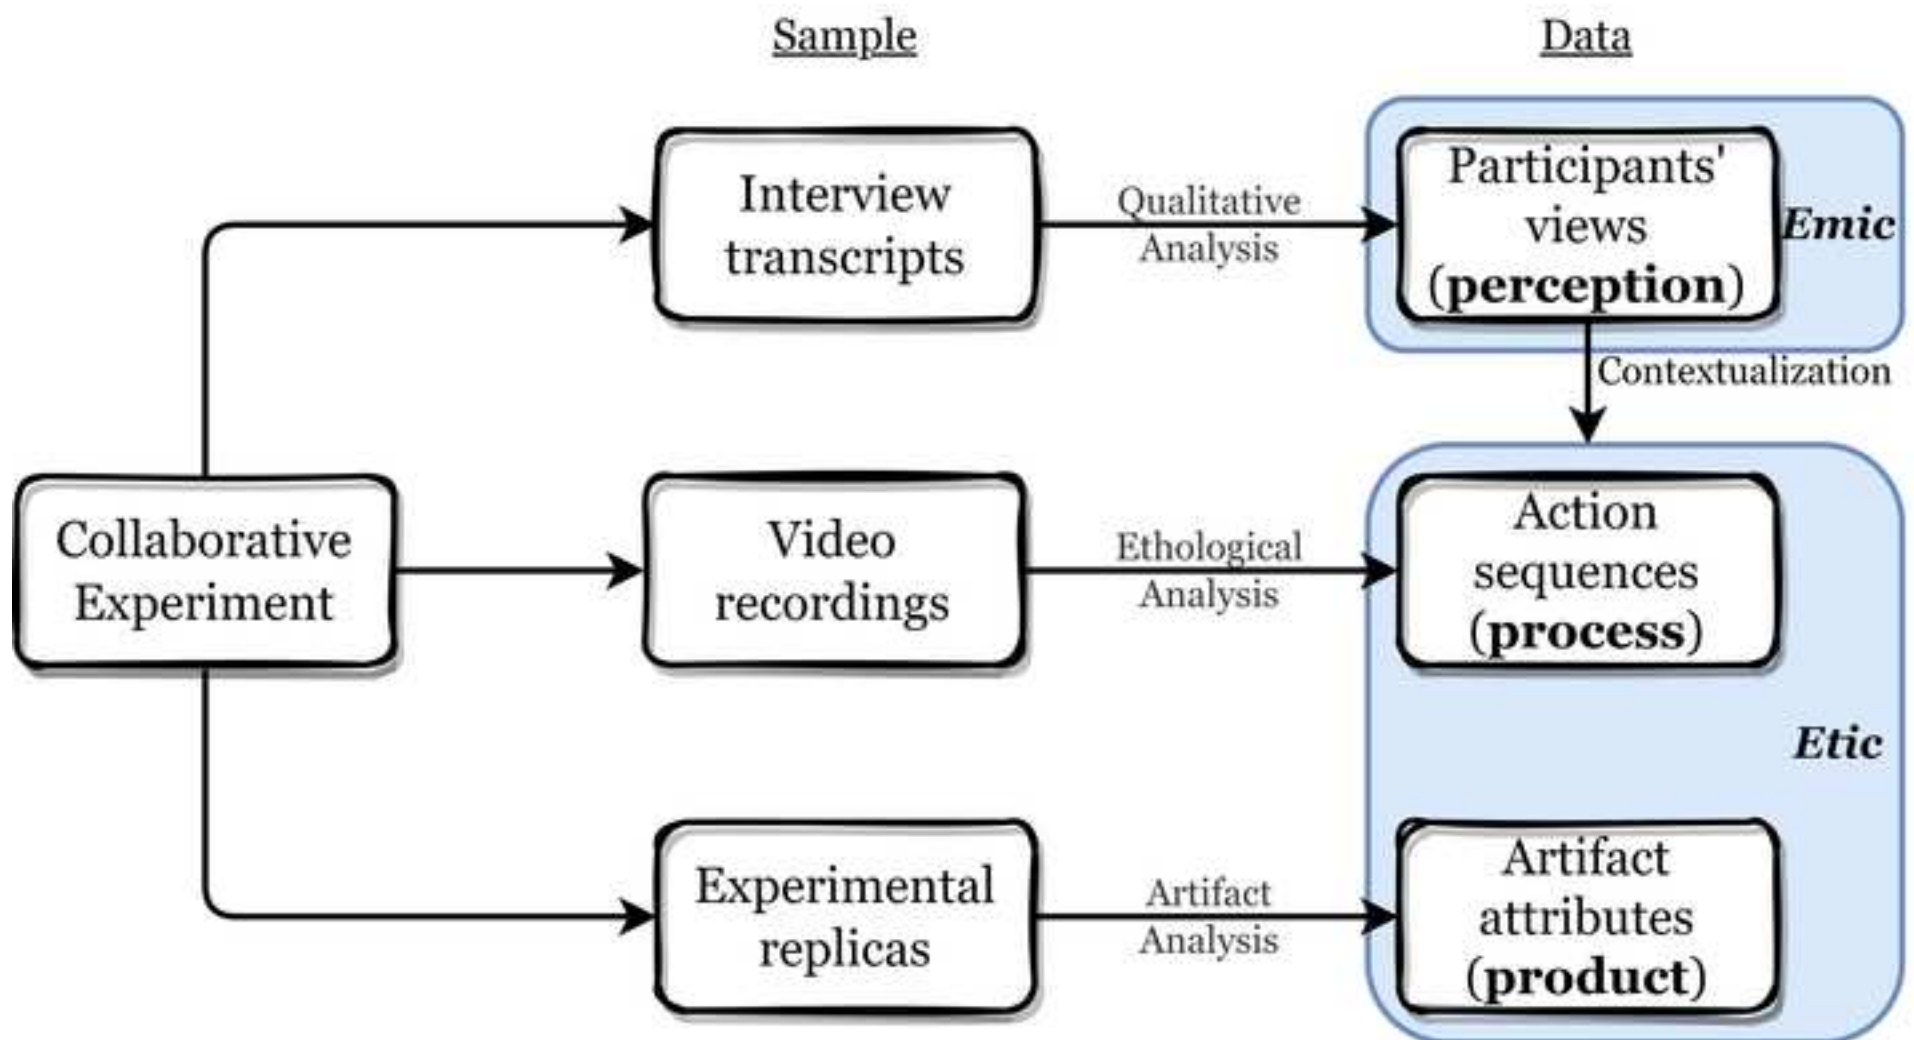 Sample
Data
Interview
transcripts
Qualitative
Analysis
Participants'
views
(perception)
Emic
Contextualization
Collaborative
Experiment
Video
recordings
Ethological
Analysis
Action
sequences
(process)
Etic
Experimental
replicas
Artifact
Analysis
Artifact
attributes
(product)